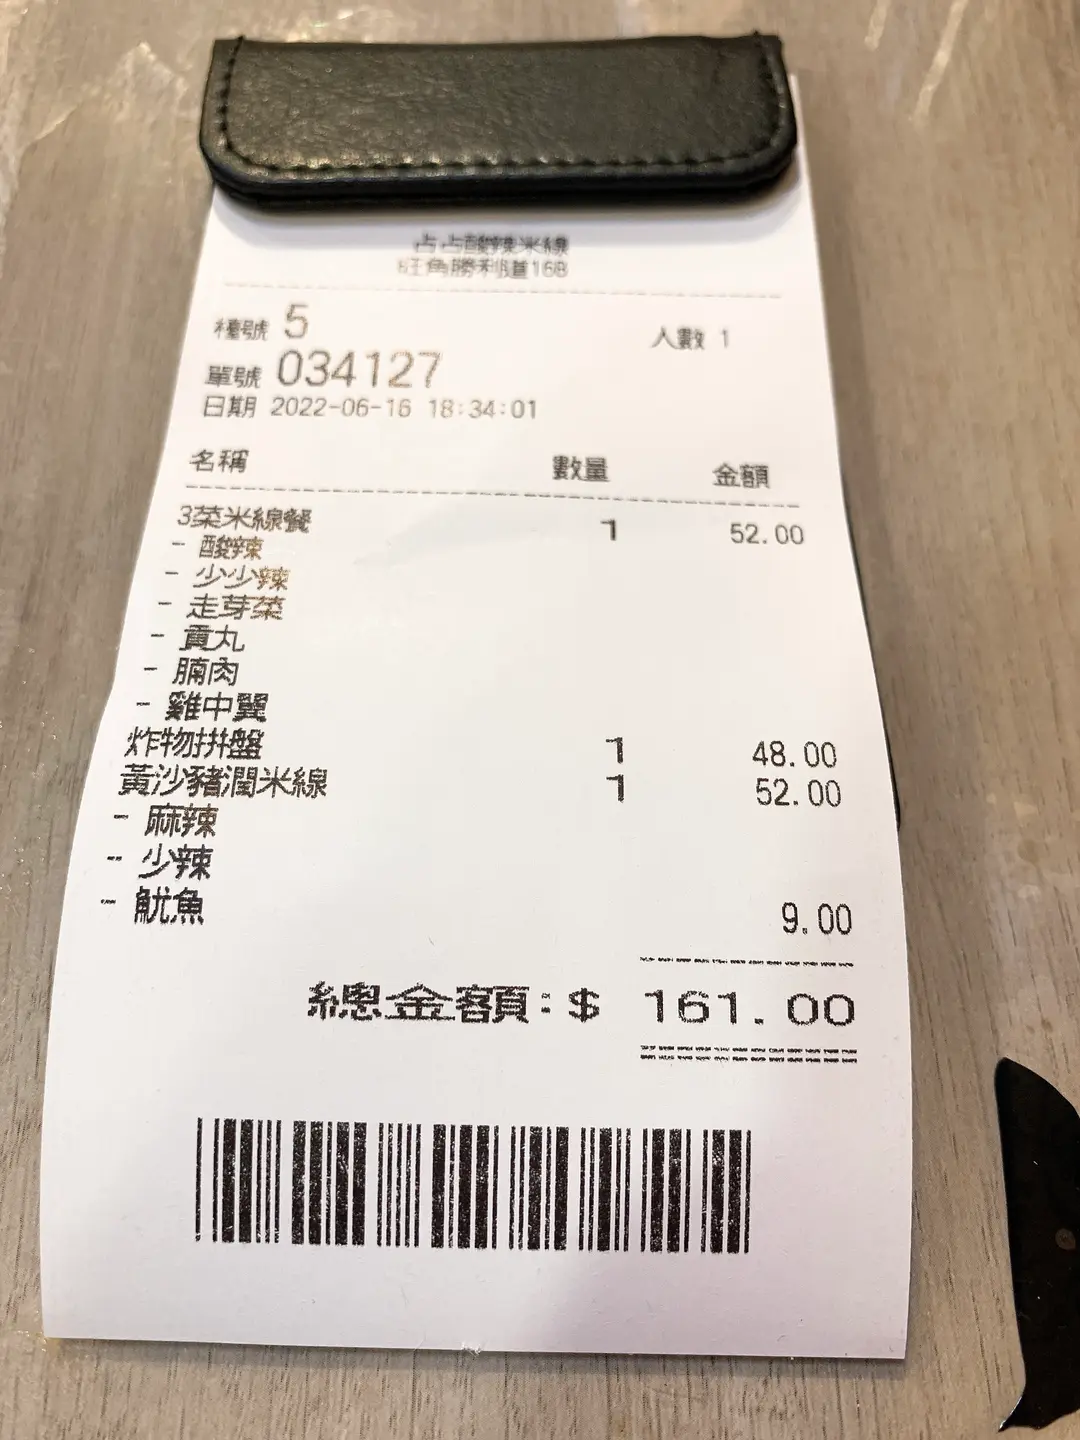 占占酸辣米線
旺角勝利道16B
檯號 5 人數 1
單號 034127
日期 2022-06-16 18:34:01
名稱 數量 金額
3菜米線餐 1 52.00
- 酸辣
- 少少辣
- 走芽菜
- 貢丸
- 腩肉
- 雞中翼
炸物拼盤 1 48.00
黃沙豬潤米線 1 52.00
- 麻辣
- 少辣
- 魷魚 9.00
總金額:$ 161.00